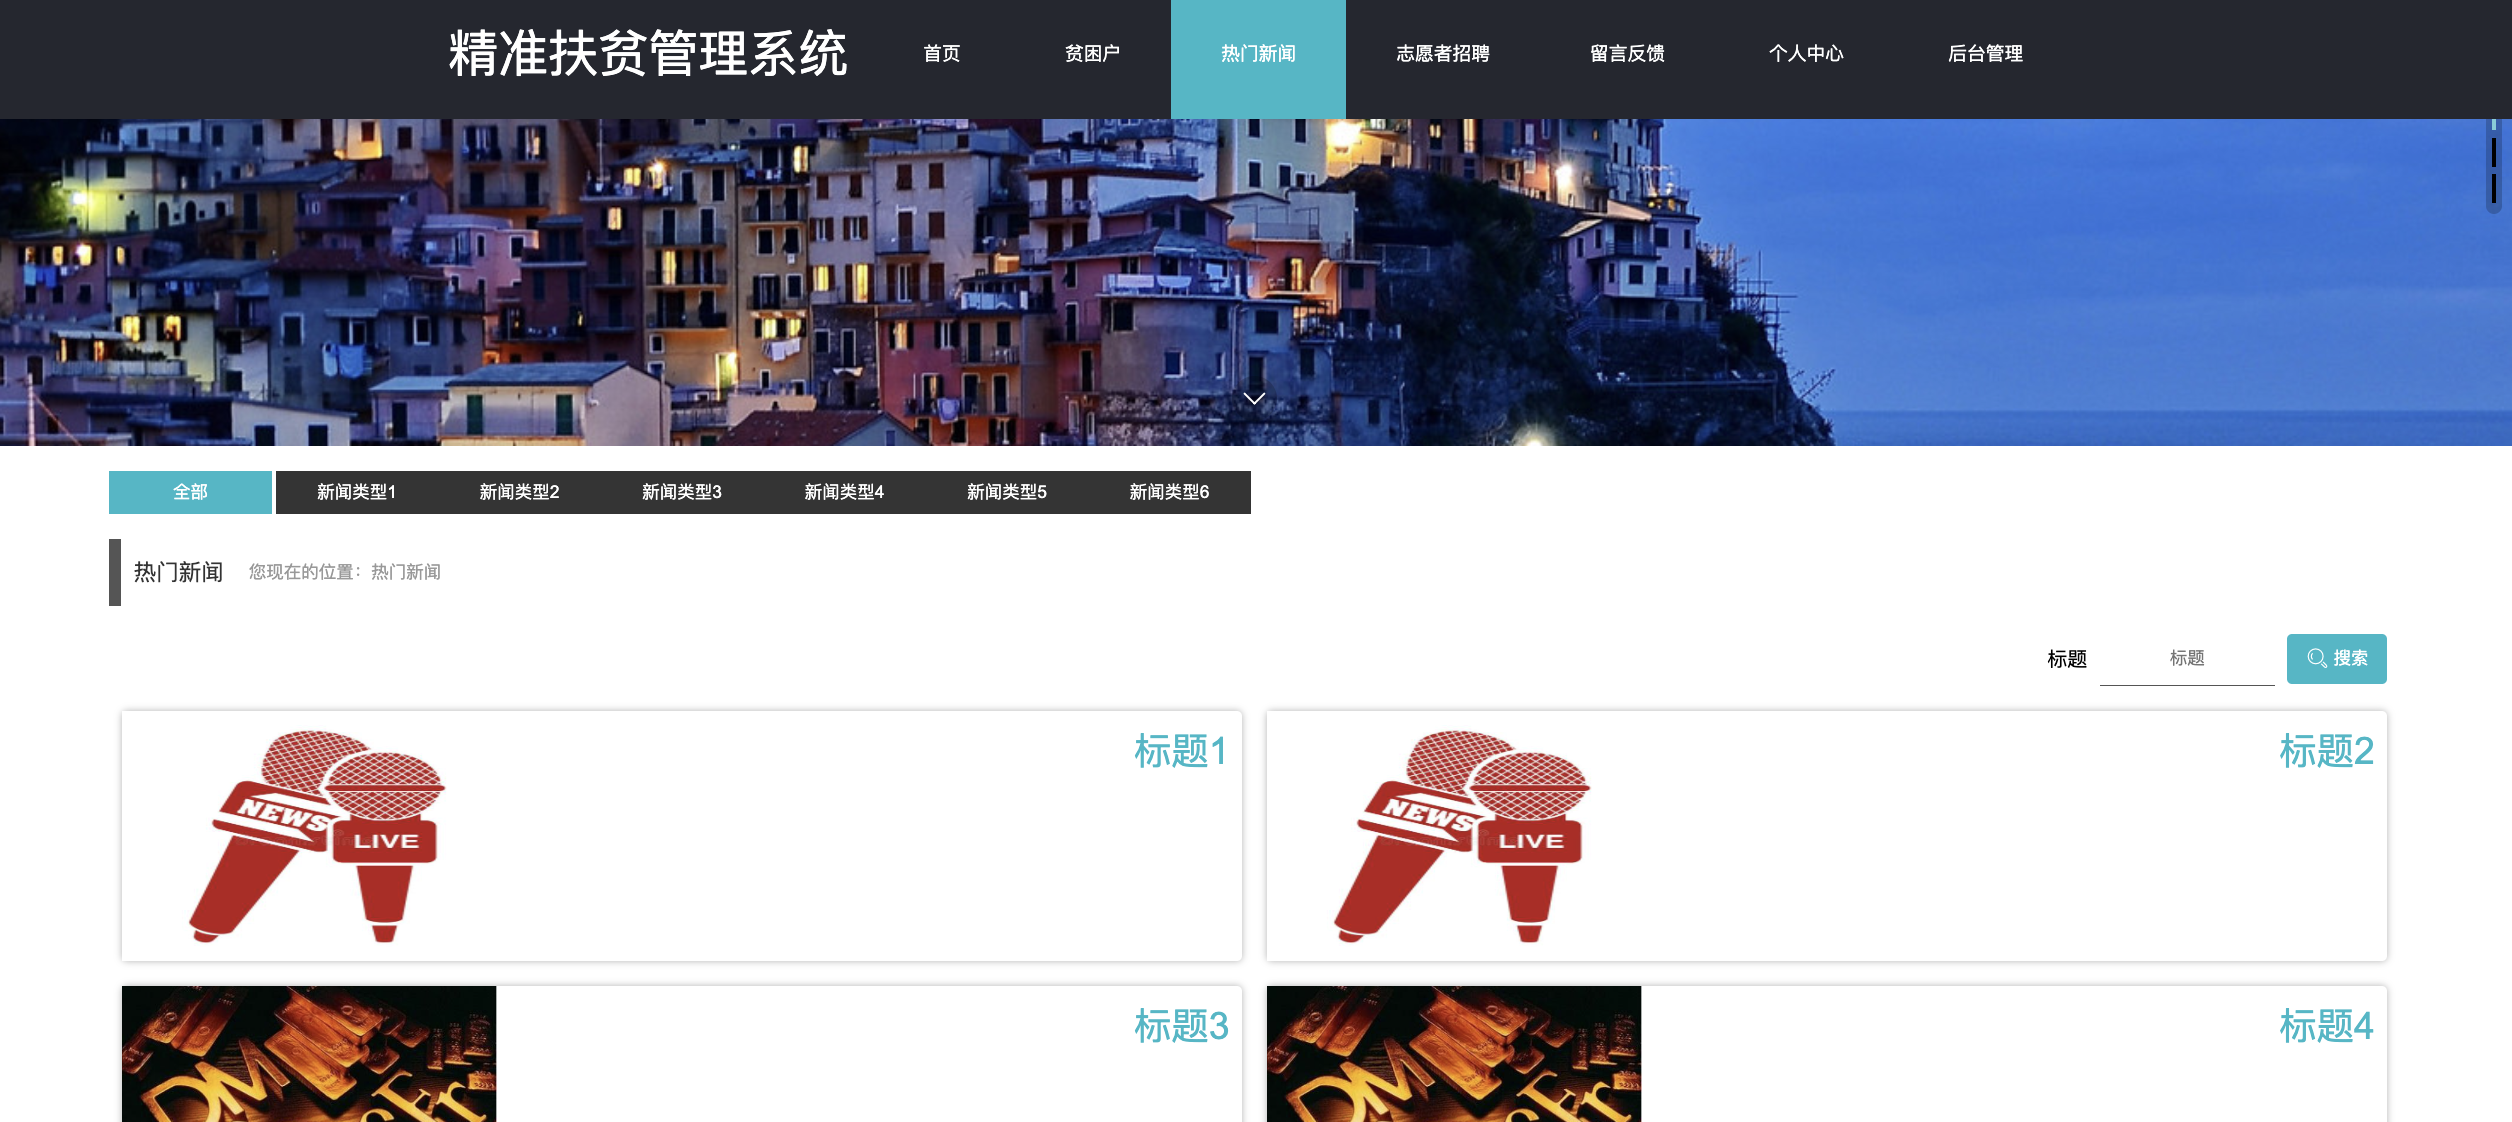 精准扶贫管理系统 首页 贫困户 热门新闻 志愿者招聘 留言反馈 个人中心 后台管理
全部 新闻类型1 新闻类型2 新闻类型3 新闻类型4 新闻类型5 新闻类型6
热门新闻 您现在的位置：热门新闻
标题 标题 搜索
标题1
NEWS
LIVE
标题2
NEWS
LIVE
标题3
DM
标题4
DM